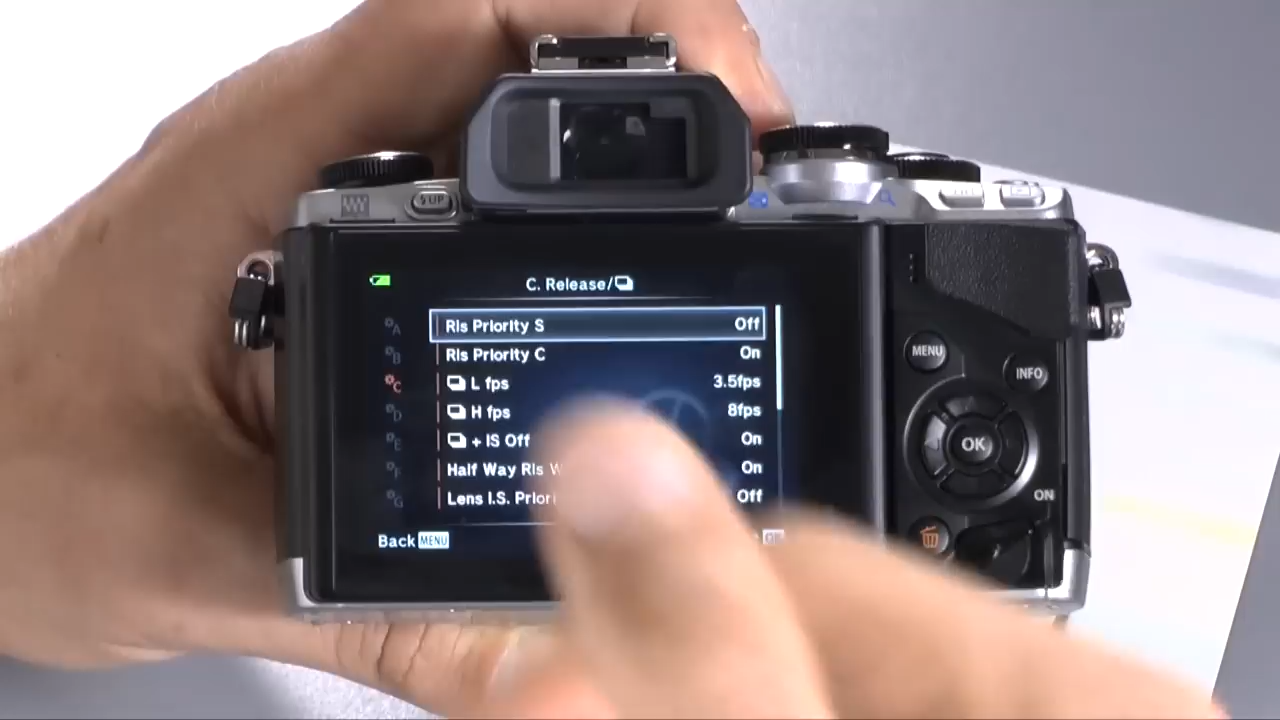 UP
C. Release/
A
Rls Priority S Off
B
Rls Priority C On
C
L fps 3.5fps
D
H fps 8fps
E
+ IS Off On
F
Half Way Rls On
G
Lens I.S. Off
Back MENU
MENU
INFO
OK
ON